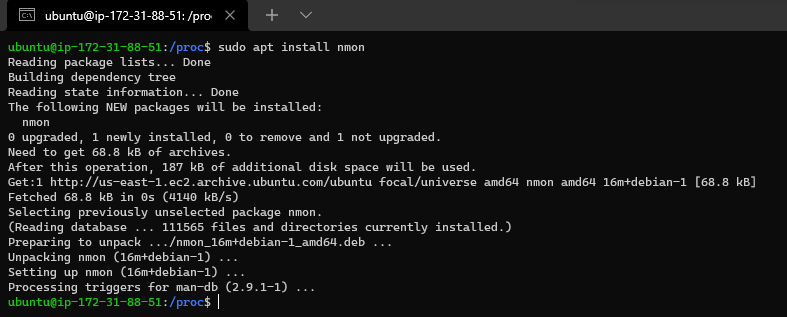 ubuntu@ip-172-31-88-51: /proc
ubuntu@ip-172-31-88-51:/proc$ sudo apt install nmon
Reading package lists... Done
Building dependency tree
Reading state information... Done
The following NEW packages will be installed:
  nmon
0 upgraded, 1 newly installed, 0 to remove and 1 not upgraded.
Need to get 68.8 kB of archives.
After this operation, 187 kB of additional disk space will be used.
Get:1 http://us-east-1.ec2.archive.ubuntu.com/ubuntu focal/universe amd64 nmon amd64 16m+debian-1 [68.8 kB]
Fetched 68.8 kB in 0s (4140 kB/s)
Selecting previously unselected package nmon.
(Reading database ... 111565 files and directories currently installed.)
Preparing to unpack .../nmon_16m+debian-1_amd64.deb ...
Unpacking nmon (16m+debian-1) ...
Setting up nmon (16m+debian-1) ...
Processing triggers for man-db (2.9.1-1) ...
ubuntu@ip-172-31-88-51:/proc$